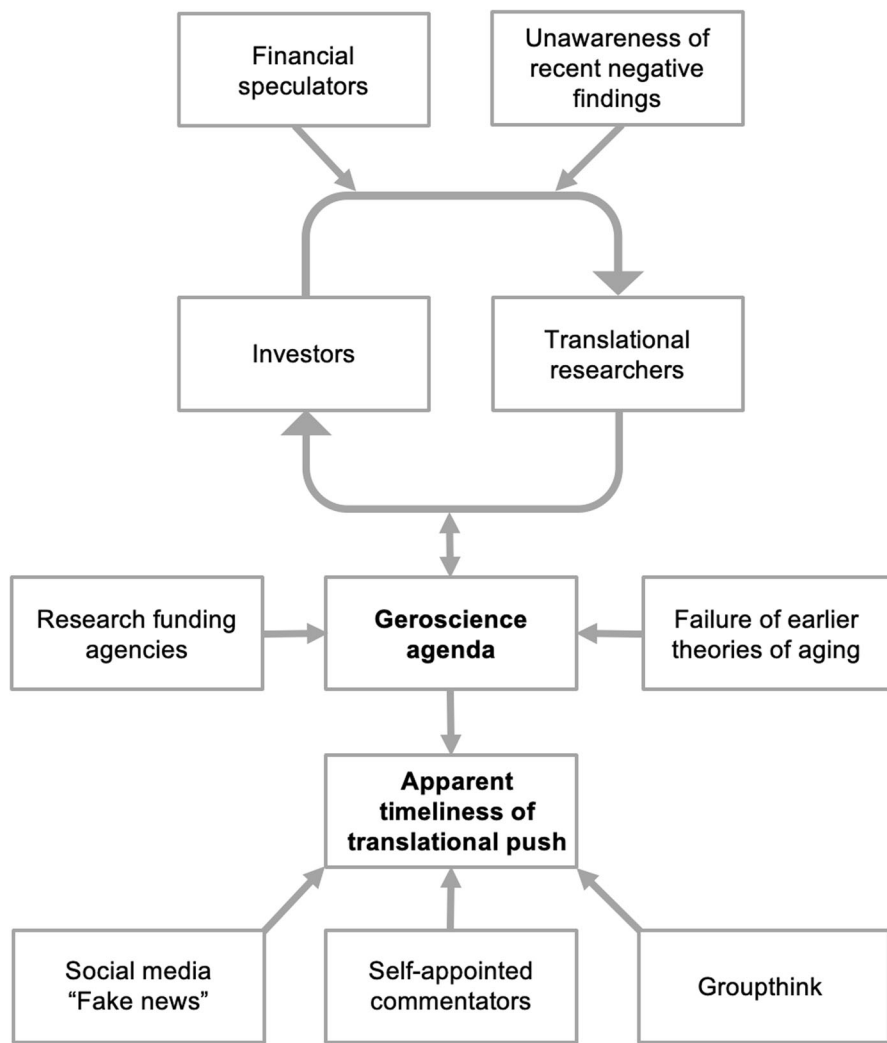 Financial
speculators
Unawareness of
recent negative
findings
Investors
Translational
researchers
Research funding
agencies
Geroscience
agenda
Failure of earlier
theories of aging
Apparent
timeliness of
translational push
Social media
“Fake news”
Self-appointed
commentators
Groupthink